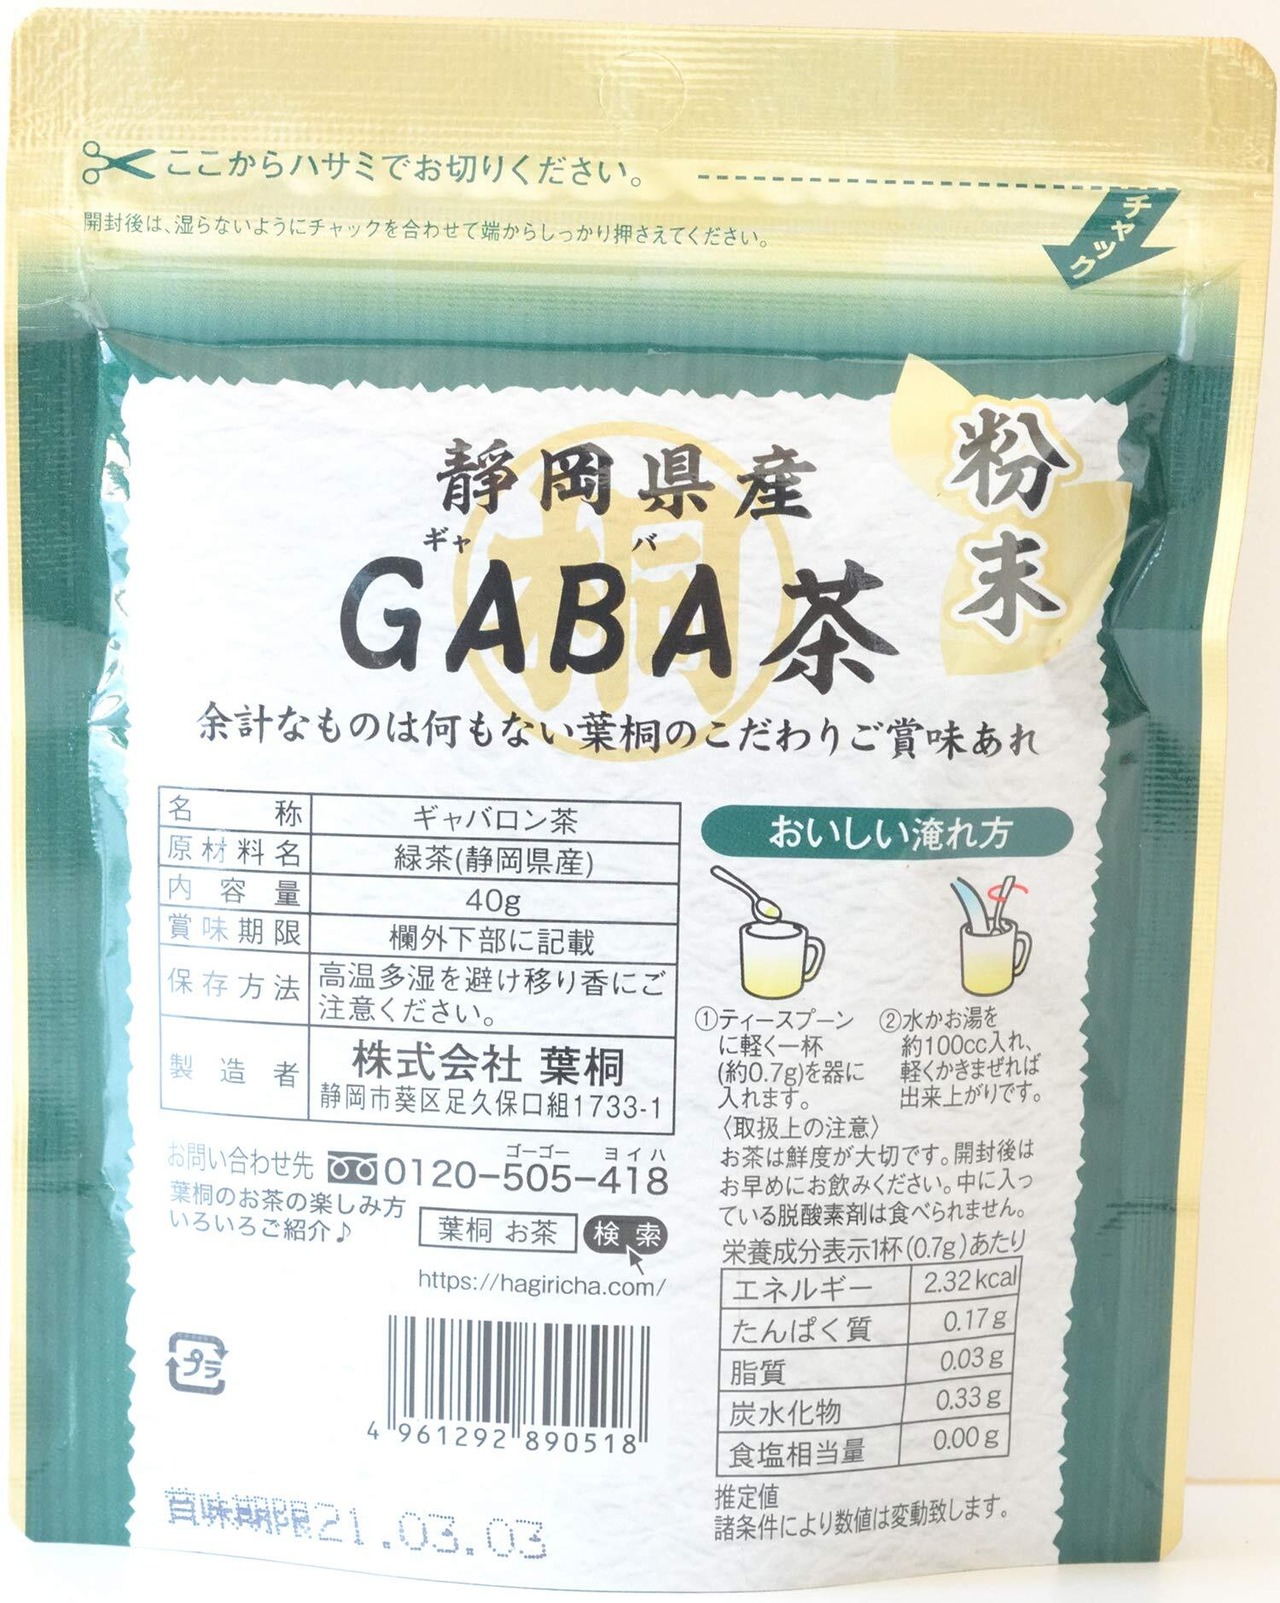 ここからハサミでお切りください。
開封後は、湿らないようにチャックを合わせて端からしっかり押さえてください。
チャック
粉末
桐
静岡県産
ギャ バ
GABA茶
余計なものは何もない葉桐のこだわりご賞味あれ
名称 ギャバロン茶
原材料名 緑茶(静岡県産)
内容量 40g
賞味期限 欄外下部に記載
保存方法 高温多湿を避け移り香にご
注意ください。
製造者 株式会社 葉桐
静岡市葵区足久保口組1733-1
ゴーゴー ヨイハ
お問い合わせ先 0120-505-418
葉桐のお茶の楽しみ方
いろいろご紹介♪
葉桐 お茶 検索
https://hagiricha.com/
プラ
4 961292 890518
賞味期限21.03.03
おいしい淹れ方
①ティースプーン
に軽く一杯
(約0.7g)を器に
入れます。
②水かお湯を
約100cc入れ、
軽くかきまぜれば
出来上がりです。
〈取扱上の注意〉
お茶は鮮度が大切です。開封後は
お早めにお飲みください。中に入っ
ている脱酸素剤は食べられません。
栄養成分表示1杯(0.7g)あたり
エネルギー 2.32kcal
たんぱく質 0.17g
脂質 0.03g
炭水化物 0.33g
食塩相当量 0.00g
推定値
諸条件により数値は変動致します。